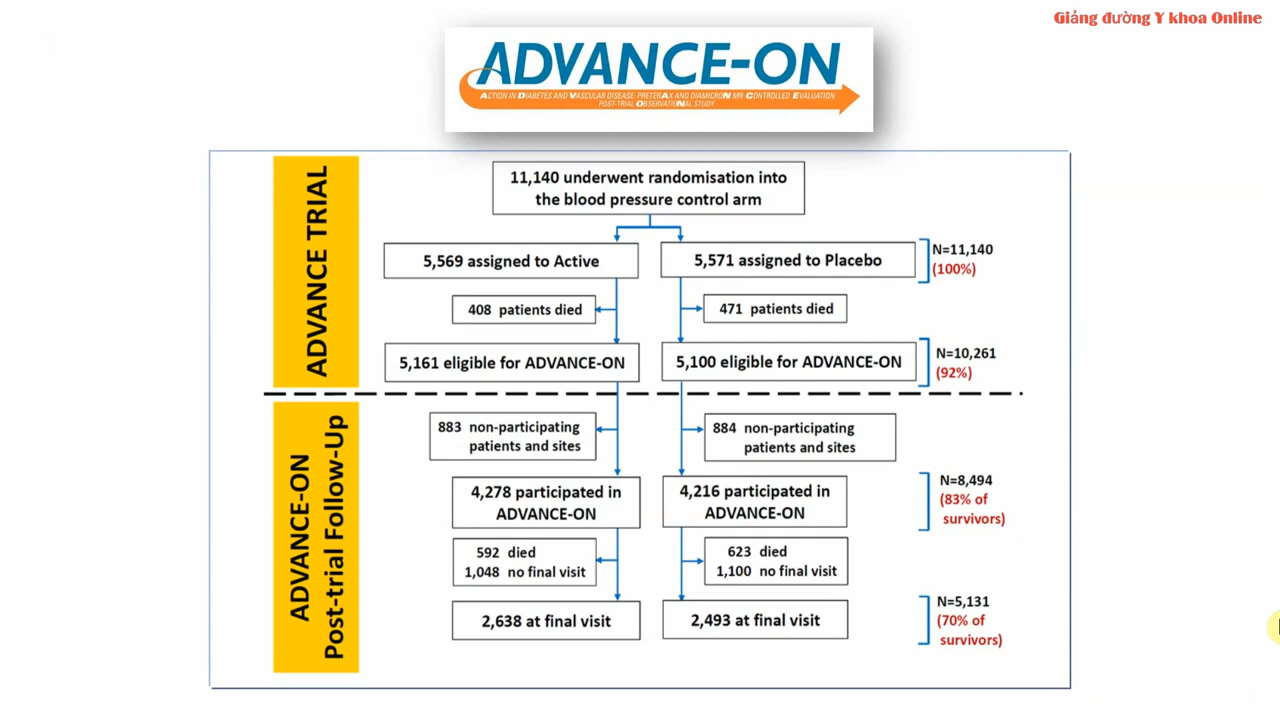 Giảng đường Y khoa Online
ADVANCE-ON
ACTION IN DIABETES AND VASCULAR DISEASE: PRETERAX AND DIAMICRON MR CONTROLLED EVALUATION
POST-TRIAL OBSERVATIONAL STUDY
ADVANCE TRIAL
11,140 underwent randomisation into
the blood pressure control arm
5,569 assigned to Active
5,571 assigned to Placebo
N=11,140
(100%)
408 patients died
471 patients died
5,161 eligible for ADVANCE-ON
5,100 eligible for ADVANCE-ON
N=10,261
(92%)
ADVANCE-ON
Post-trial Follow-Up
883 non-participating
patients and sites
884 non-participating
patients and sites
4,278 participated in
ADVANCE-ON
4,216 participated in
ADVANCE-ON
N=8,494
(83% of
survivors)
592 died
1,048 no final visit
623 died
1,100 no final visit
2,638 at final visit
2,493 at final visit
N=5,131
(70% of
survivors)